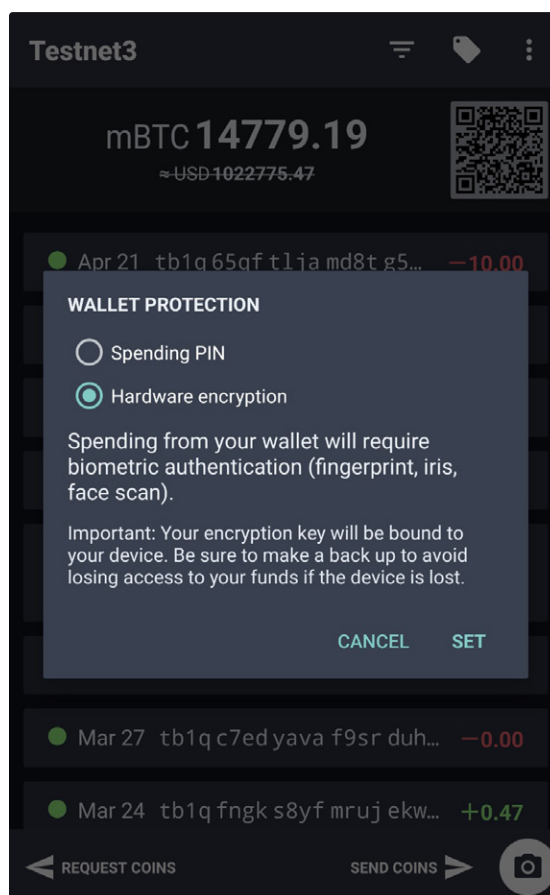 Testnet3
mBTC 14779.19
≈ USD 1022775.47
Apr 21 tb1q 65qf tlja md8t g5… −10.00
WALLET PROTECTION
Spending PIN
Hardware encryption
Spending from your wallet will require
biometric authentication (fingerprint, iris,
face scan).
Important: Your encryption key will be bound to
your device. Be sure to make a back up to avoid
losing access to your funds if the device is lost.
CANCEL SET
Mar 27 tb1q c7ed yava f9sr duh… −0.00
Mar 24 tb1q fngk s8yf mruj ekw… +0.47
REQUEST COINS SEND COINS